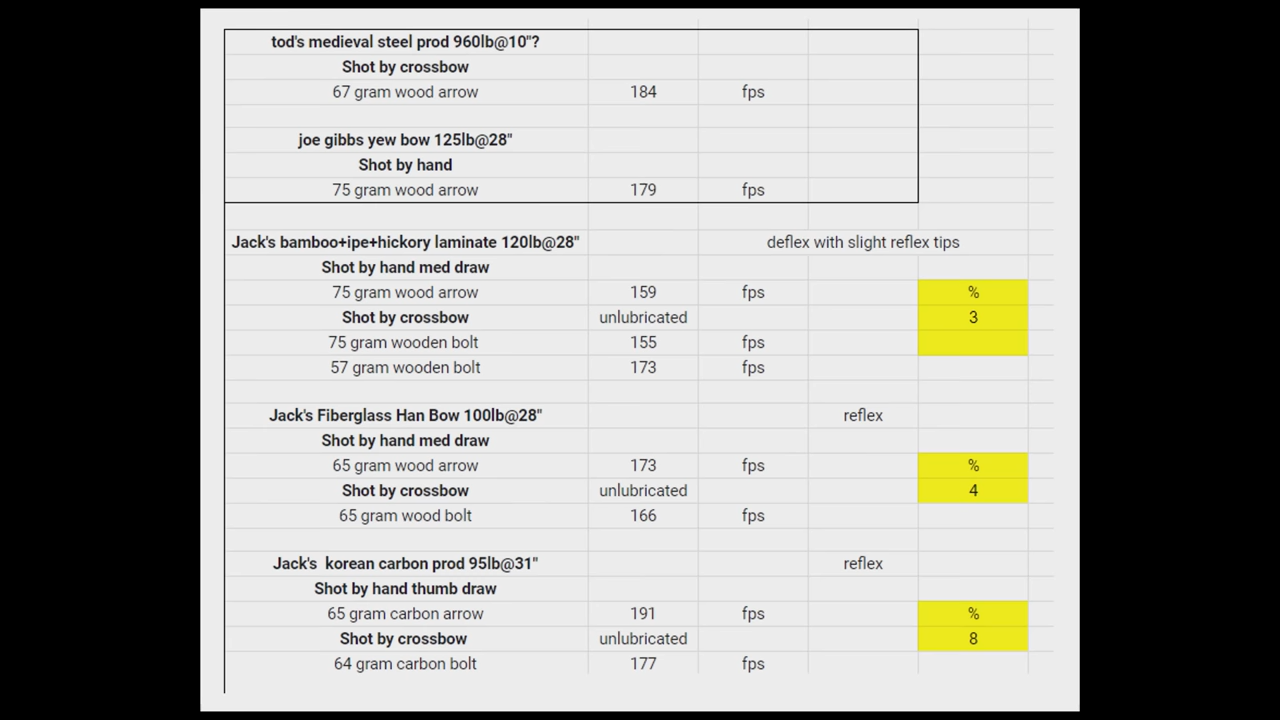 tod's medieval steel prod 960lb@10"?
Shot by crossbow
67 gram wood arrow 184 fps
joe gibbs yew bow 125lb@28"
Shot by hand
75 gram wood arrow 179 fps
Jack's bamboo+ipe+hickory laminate 120lb@28" deflex with slight reflex tips
Shot by hand med draw
75 gram wood arrow 159 fps %
Shot by crossbow unlubricated 3
75 gram wooden bolt 155 fps
57 gram wooden bolt 173 fps
Jack's Fiberglass Han Bow 100lb@28" reflex
Shot by hand med draw
65 gram wood arrow 173 fps %
Shot by crossbow unlubricated 4
65 gram wood bolt 166 fps
Jack's korean carbon prod 95lb@31" reflex
Shot by hand thumb draw
65 gram carbon arrow 191 fps %
Shot by crossbow unlubricated 8
64 gram carbon bolt 177 fps